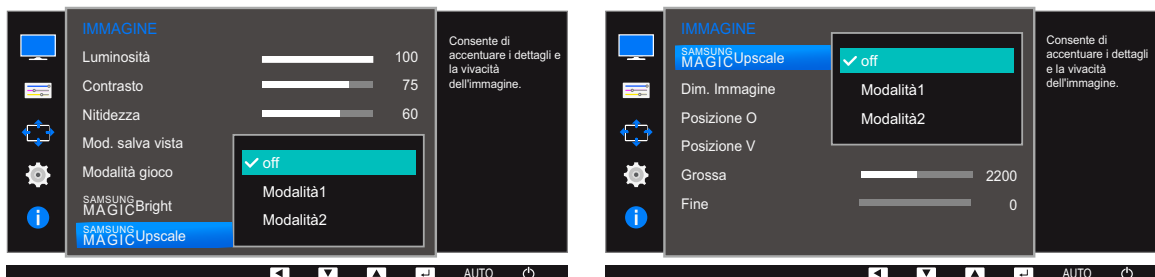 IMMAGINE
Luminosità 100
Contrasto 75
Nitidezza 60
Mod. salva vista
Modalità gioco
SAMSUNG
MAGICBright
SAMSUNG
MAGICUpscale
off
Modalità1
Modalità2
Consente di
accentuare i dettagli e
la vivacità
dell'immagine.
AUTO
IMMAGINE
SAMSUNG
MAGICUpscale
Dim. Immagine
Posizione O
Posizione V
Grossa 2200
Fine 0
off
Modalità1
Modalità2
Consente di
accentuare i dettagli
e la vivacità
dell'immagine.
AUTO